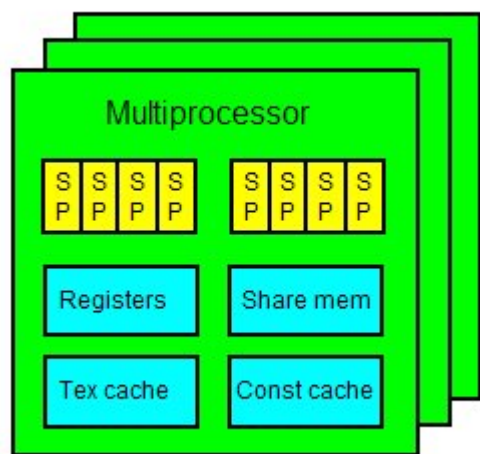 Multiprocessor
S S S S S S S S
P P P P P P P P
Registers Share mem
Tex cache Const cache